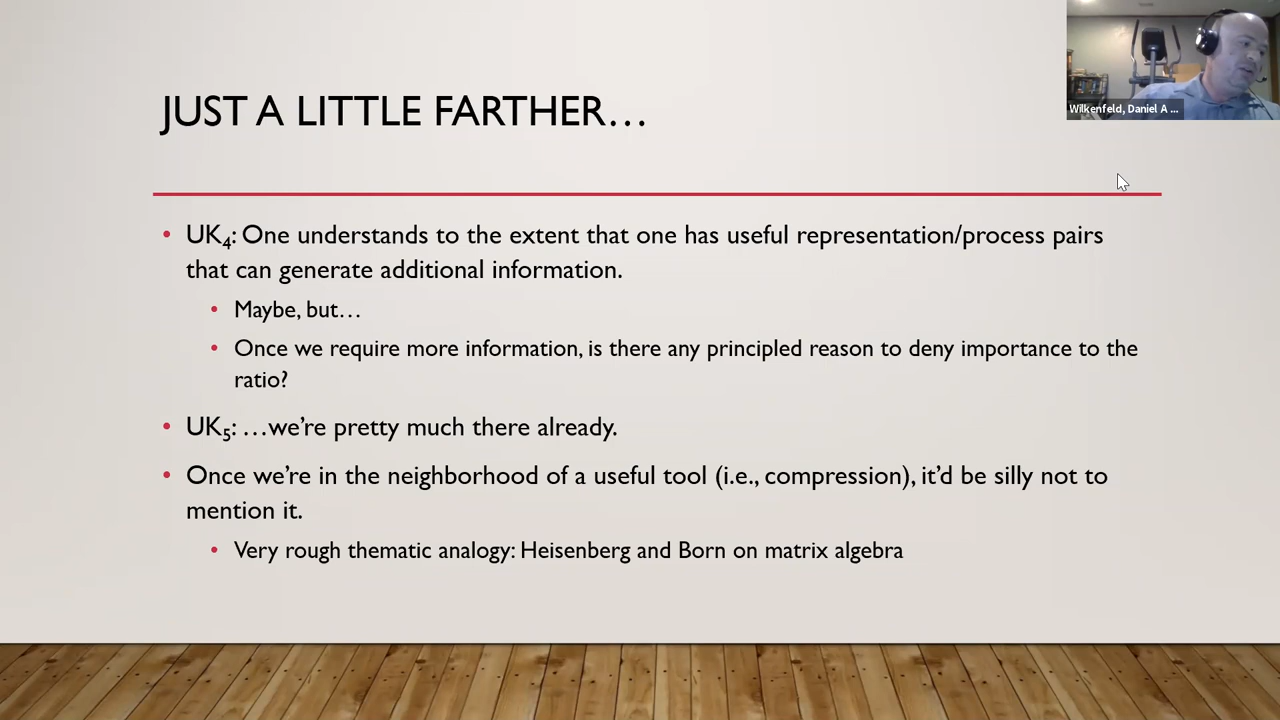 Wilkenfeld, Daniel A ...
JUST A LITTLE FARTHER…
• UK₄: One understands to the extent that one has useful representation/process pairs
that can generate additional information.
• Maybe, but…
• Once we require more information, is there any principled reason to deny importance to the
ratio?
• UK₅: …we’re pretty much there already.
• Once we’re in the neighborhood of a useful tool (i.e., compression), it’d be silly not to
mention it.
• Very rough thematic analogy: Heisenberg and Born on matrix algebra